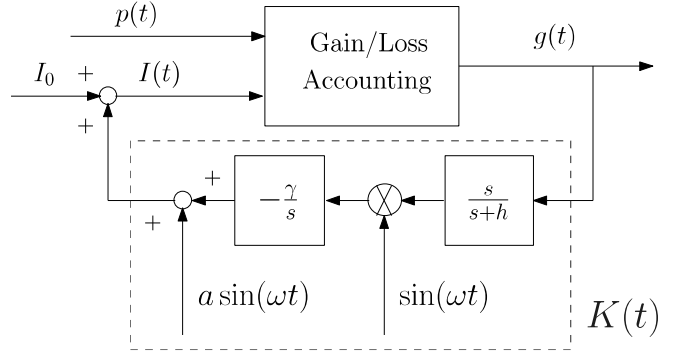 p(t)
Gain/Loss
Accounting
g(t)
I₀
+
I(t)
+
+
+
−γ/s
s/(s+h)
a sin(ωt)
sin(ωt)
K(t)